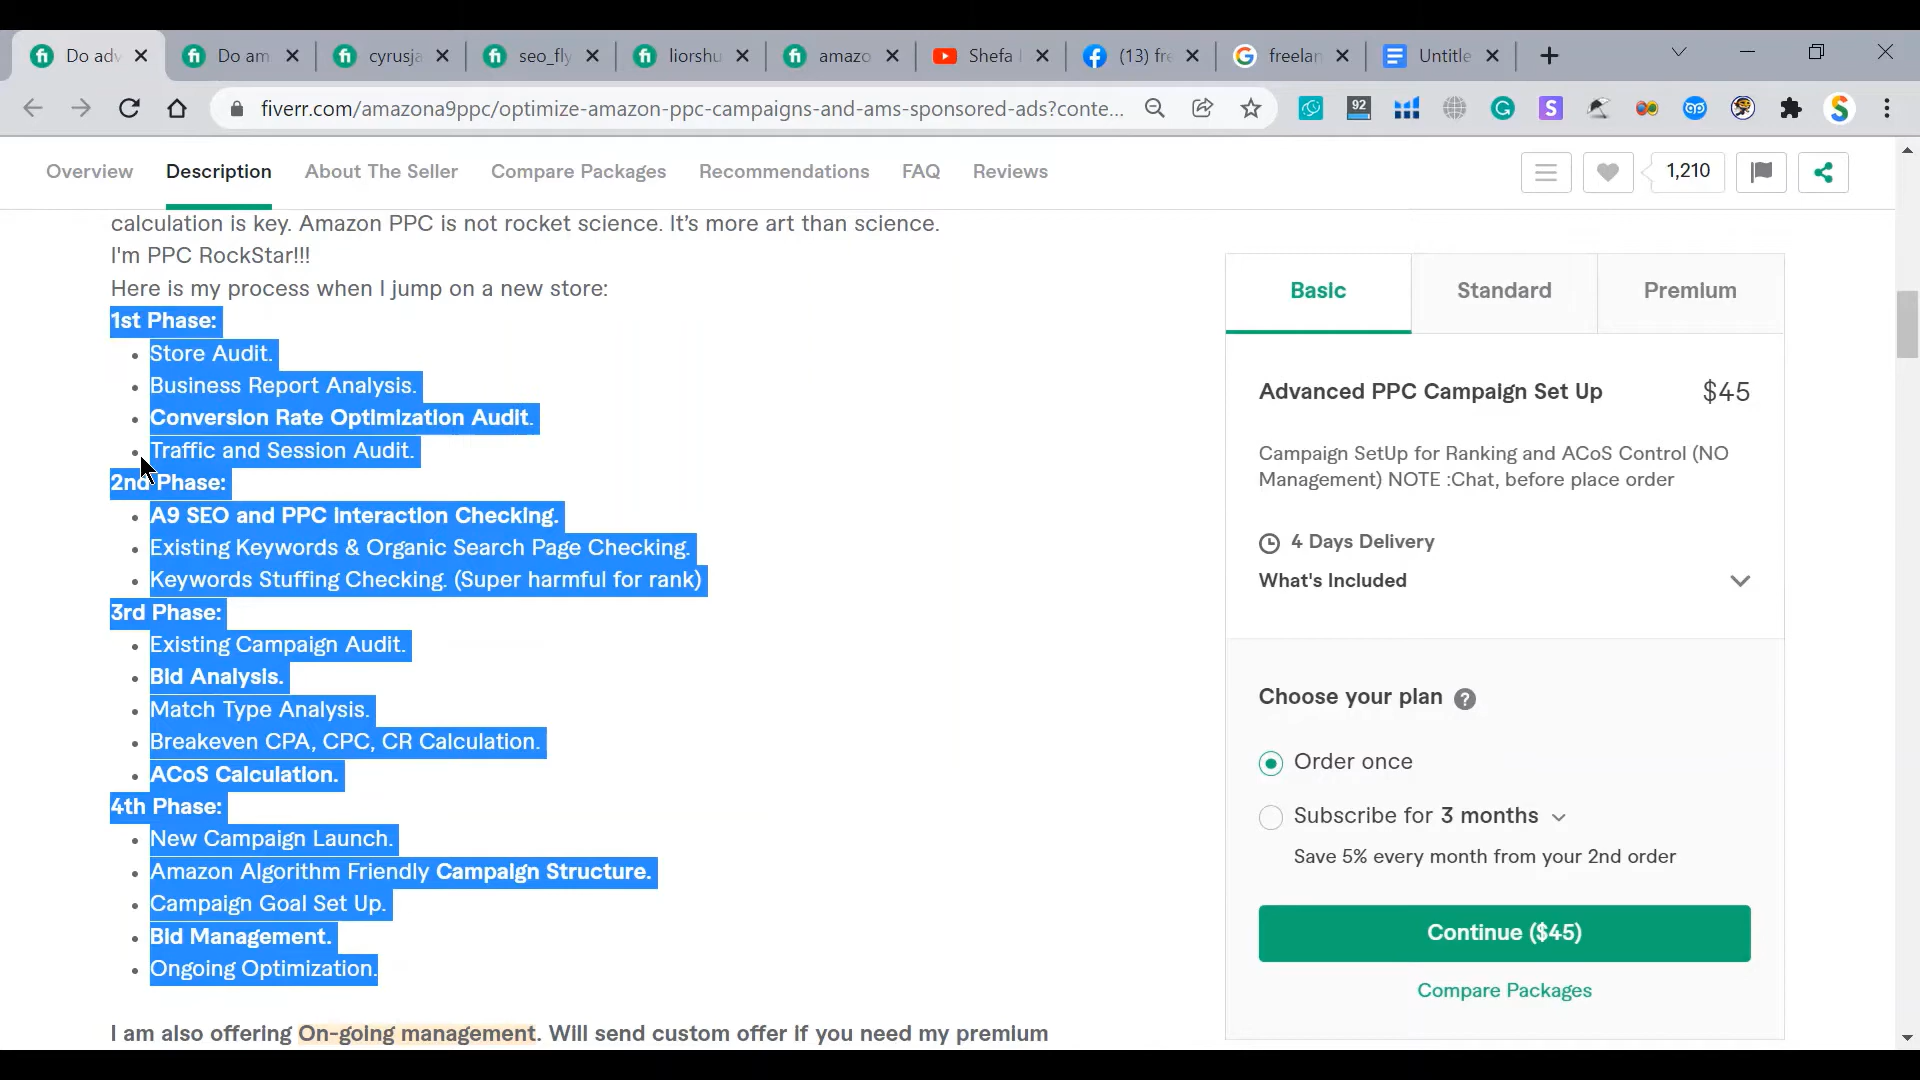 Do adv
Do am
cyrusja
seo_fly
liorshu
amazo
Shefa
(13) fre
freelan
Untitle
fiverr.com/amazona9ppc/optimize-amazon-ppc-campaigns-and-ams-sponsored-ads?conte...
92
Overview
Description
About The Seller
Compare Packages
Recommendations
FAQ
Reviews
1,210
calculation is key. Amazon PPC is not rocket science. It's more art than science.
I'm PPC RockStar!!!
Here is my process when I jump on a new store:
1st Phase:
• Store Audit.
• Business Report Analysis.
• Conversion Rate Optimization Audit.
• Traffic and Session Audit.
2nd Phase:
• A9 SEO and PPC Interaction Checking.
• Existing Keywords & Organic Search Page Checking.
• Keywords Stuffing Checking. (Super harmful for rank)
3rd Phase:
• Existing Campaign Audit.
• Bid Analysis.
• Match Type Analysis.
• Breakeven CPA, CPC, CR Calculation.
• ACoS Calculation.
4th Phase:
• New Campaign Launch.
• Amazon Algorithm Friendly Campaign Structure.
• Campaign Goal Set Up.
• Bid Management.
• Ongoing Optimization.
I am also offering On-going management. Will send custom offer if you need my premium
Basic
Standard
Premium
Advanced PPC Campaign Set Up $45
Campaign SetUp for Ranking and ACoS Control (NO
Management) NOTE :Chat, before place order
4 Days Delivery
What's Included
Choose your plan ?
Order once
Subscribe for 3 months
Save 5% every month from your 2nd order
Continue ($45)
Compare Packages